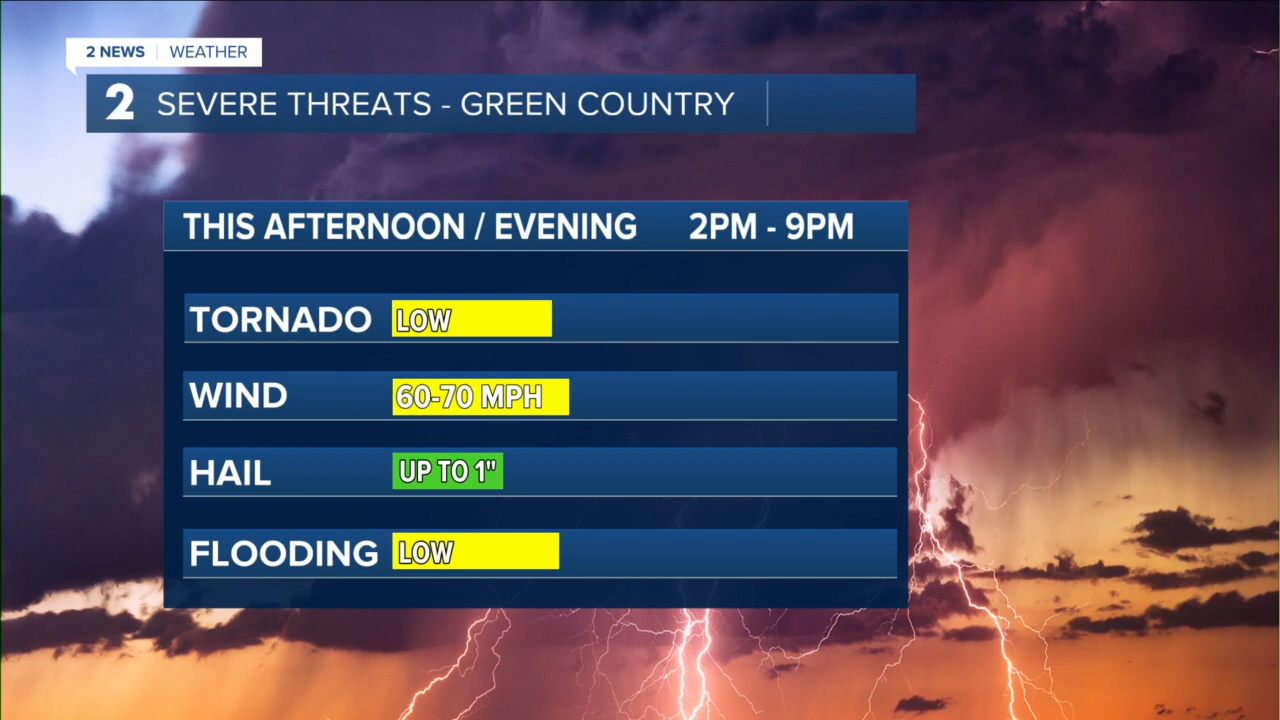 2 NEWS | WEATHER
2 SEVERE THREATS - GREEN COUNTRY
THIS AFTERNOON / EVENING 2PM - 9PM
TORNADO LOW
WIND 60-70 MPH
HAIL UP TO 1"
FLOODING LOW